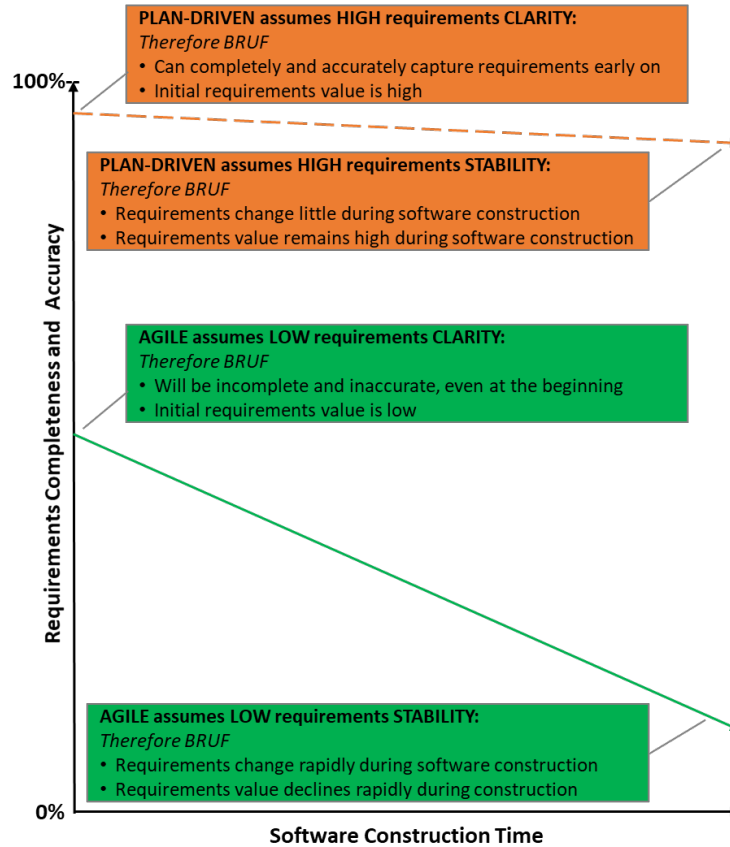 PLAN-DRIVEN assumes HIGH requirements CLARITY:
Therefore BRUF
• Can completely and accurately capture requirements early on
• Initial requirements value is high
100%
PLAN-DRIVEN assumes HIGH requirements STABILITY:
Therefore BRUF
• Requirements change little during software construction
• Requirements value remains high during software construction
Requirements Completeness and Accuracy
AGILE assumes LOW requirements CLARITY:
Therefore BRUF
• Will be incomplete and inaccurate, even at the beginning
• Initial requirements value is low
AGILE assumes LOW requirements STABILITY:
Therefore BRUF
• Requirements change rapidly during software construction
• Requirements value declines rapidly during construction
0%
Software Construction Time